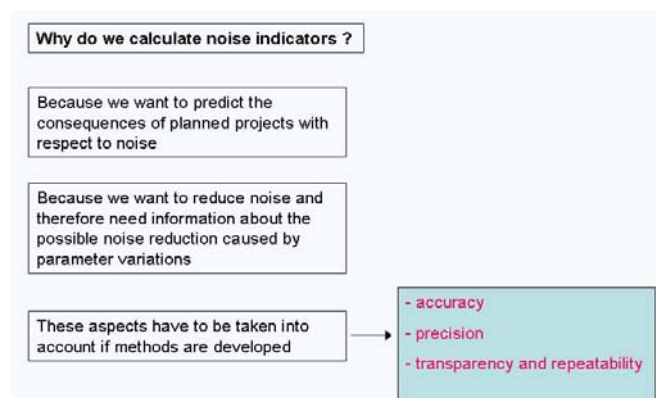 Why do we calculate noise indicators ?
Because we want to predict the
consequences of planned projects with
respect to noise
Because we want to reduce noise and
therefore need information about the
possible noise reduction caused by
parameter variations
These aspects have to be taken into
account if methods are developed
- accuracy
- precision
- transparency and repeatability